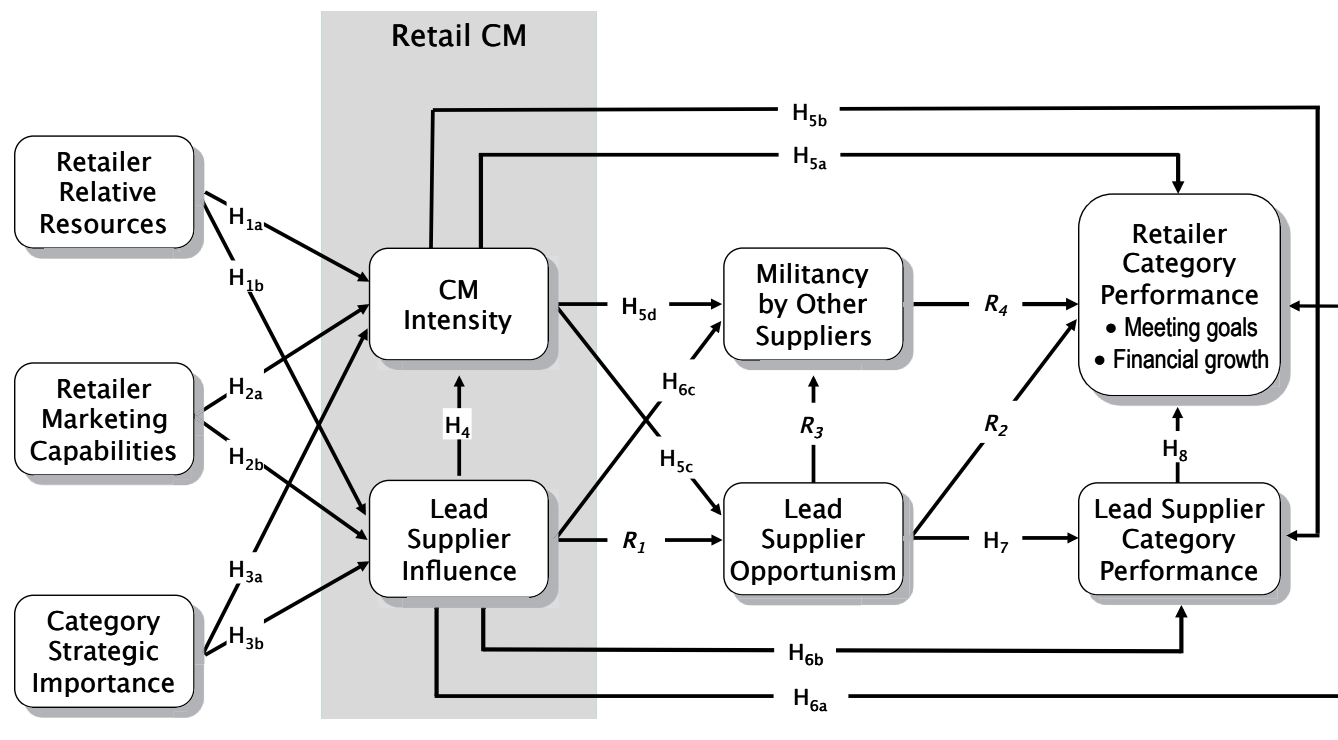 Retail CM
H5b
H5a
Retailer
Relative
Resources
H1a
H1b
Retailer
Marketing
Capabilities
H2a
H2b
Category
Strategic
Importance
H3a
H3b
CM
Intensity
H4
Lead
Supplier
Influence
H5d
H6c
H5c
R1
Militancy
by Other
Suppliers
R3
Lead
Supplier
Opportunism
R4
R2
H7
Retailer
Category
Performance
• Meeting goals
• Financial growth
H8
Lead Supplier
Category
Performance
H6b
H6a